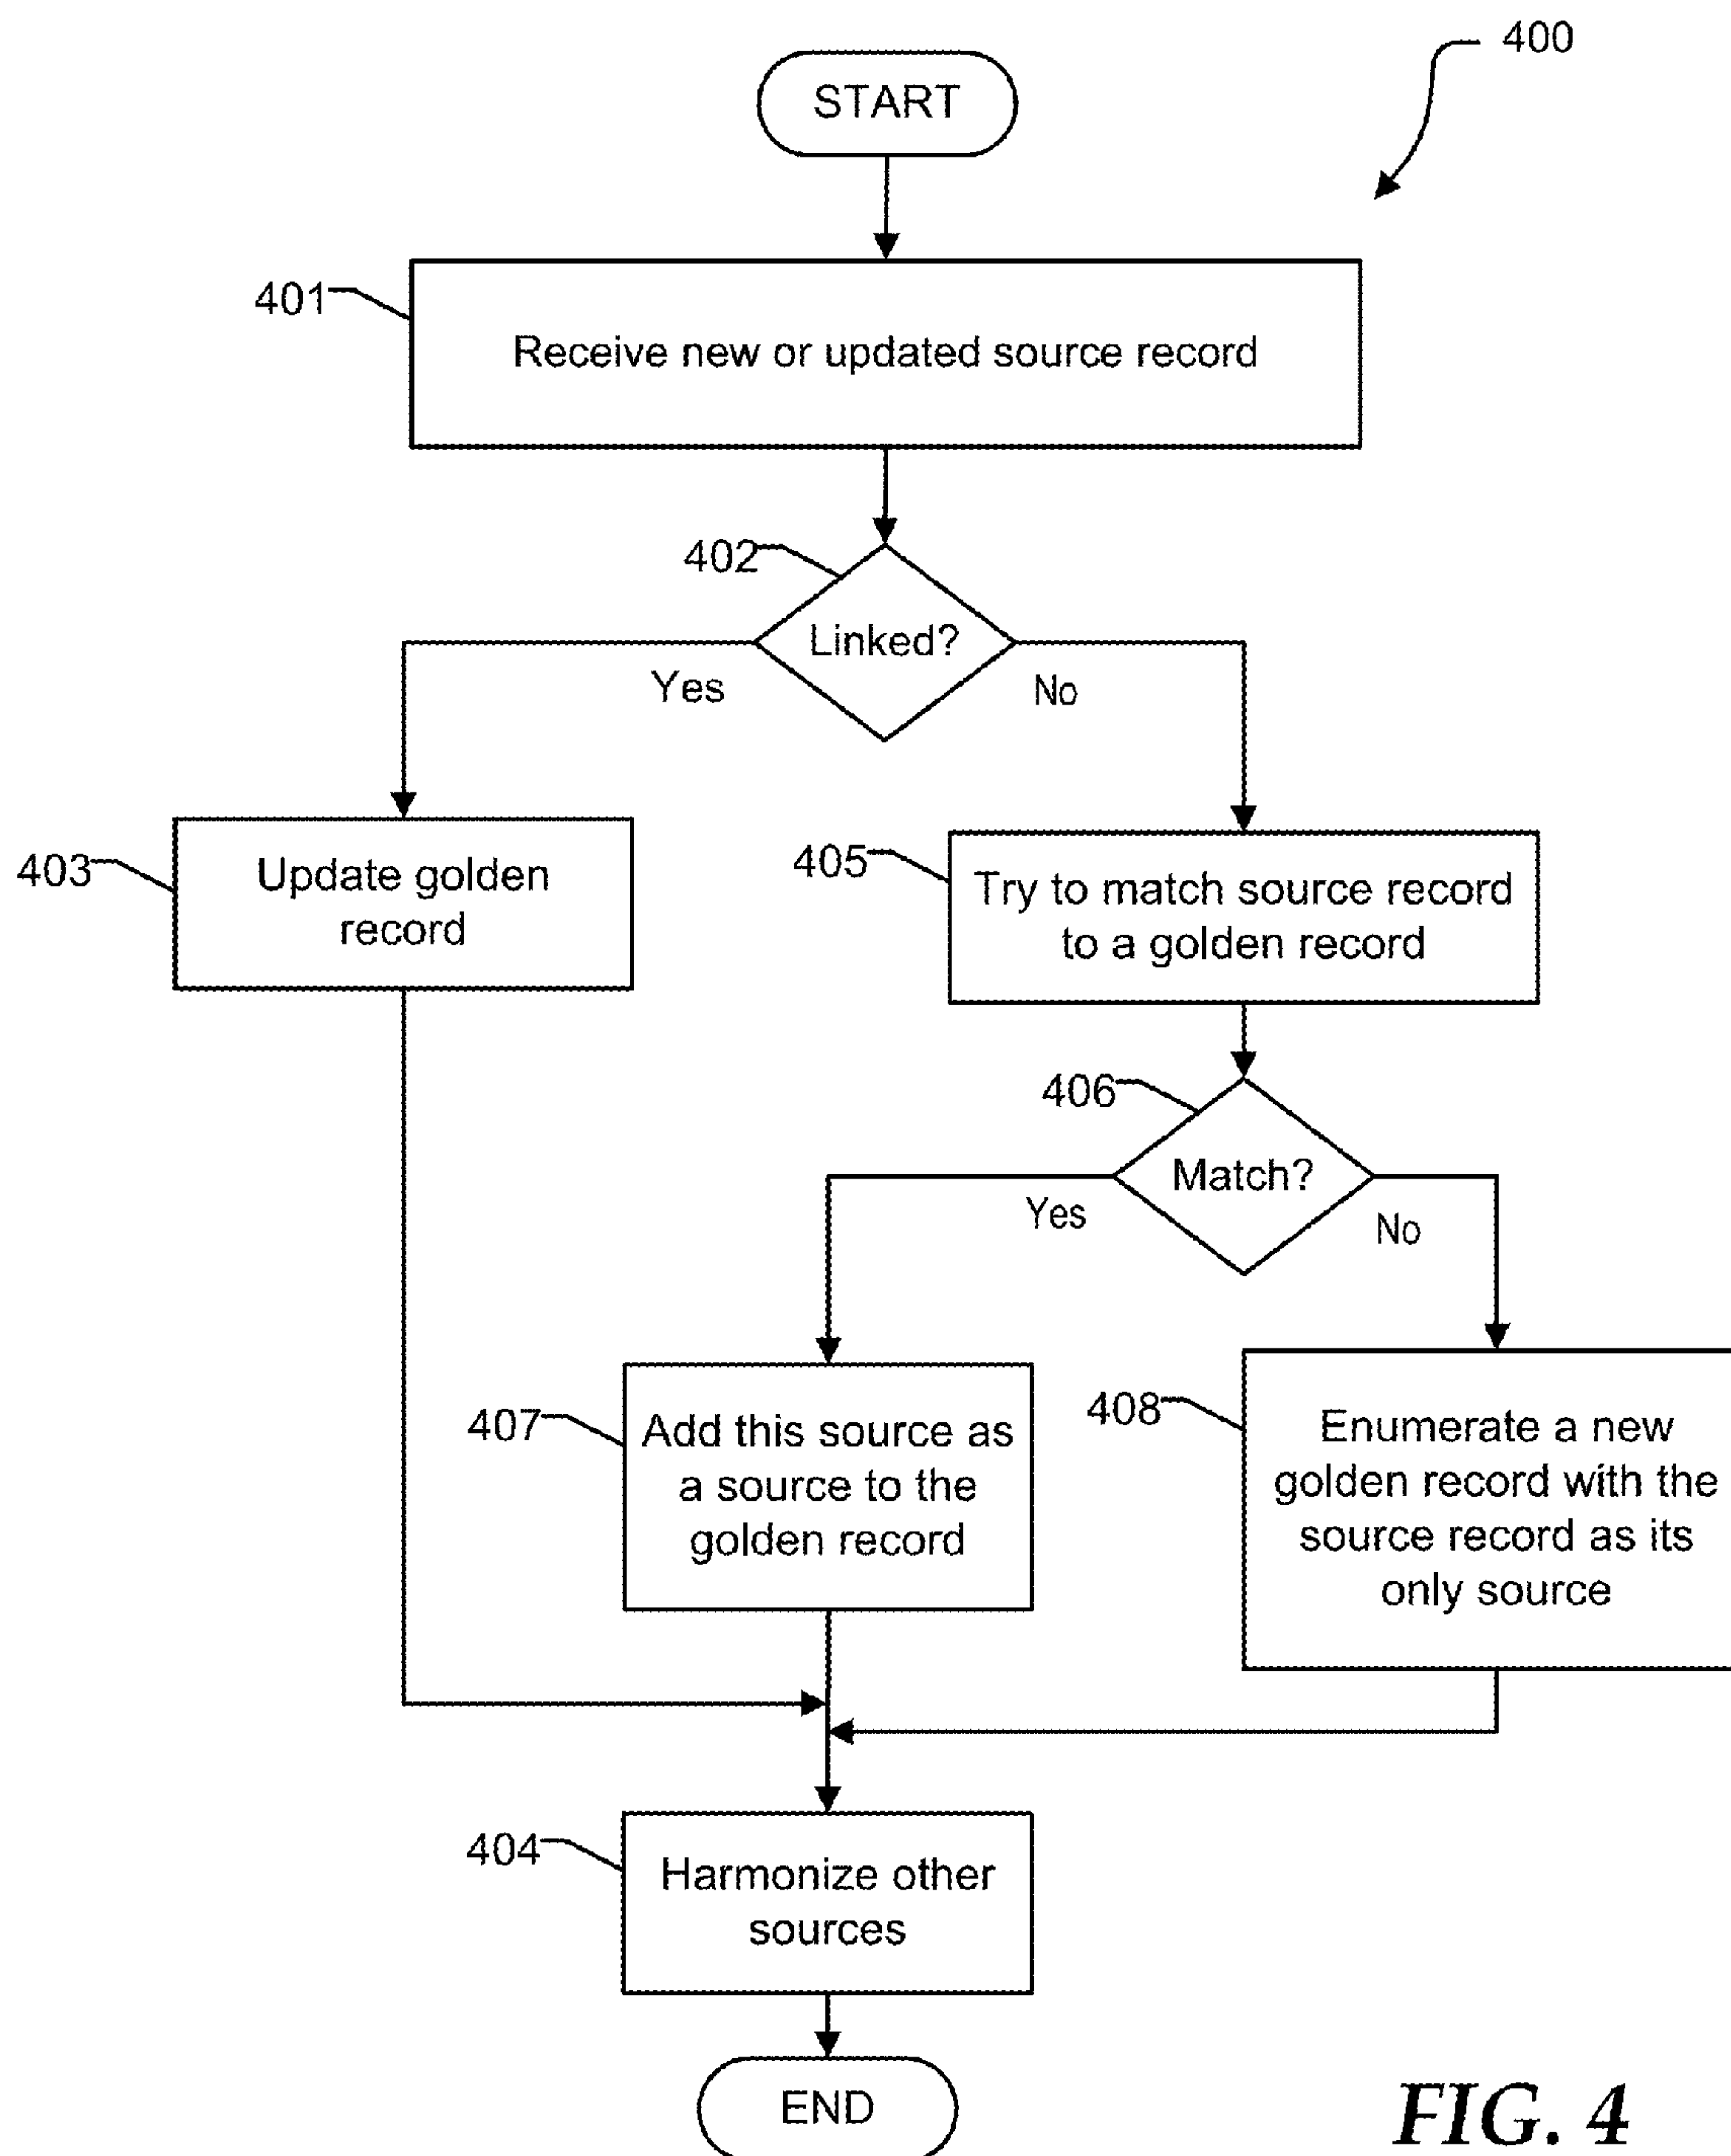 400
START
401
Receive new or updated source record
402
Linked?
Yes
No
403
Update golden
record
405
Try to match source record
to a golden record
406
Match?
Yes
No
407
Add this source as
a source to the
golden record
408
Enumerate a new
golden record with the
source record as its
only source
404
Harmonize other
sources
END
FIG. 4